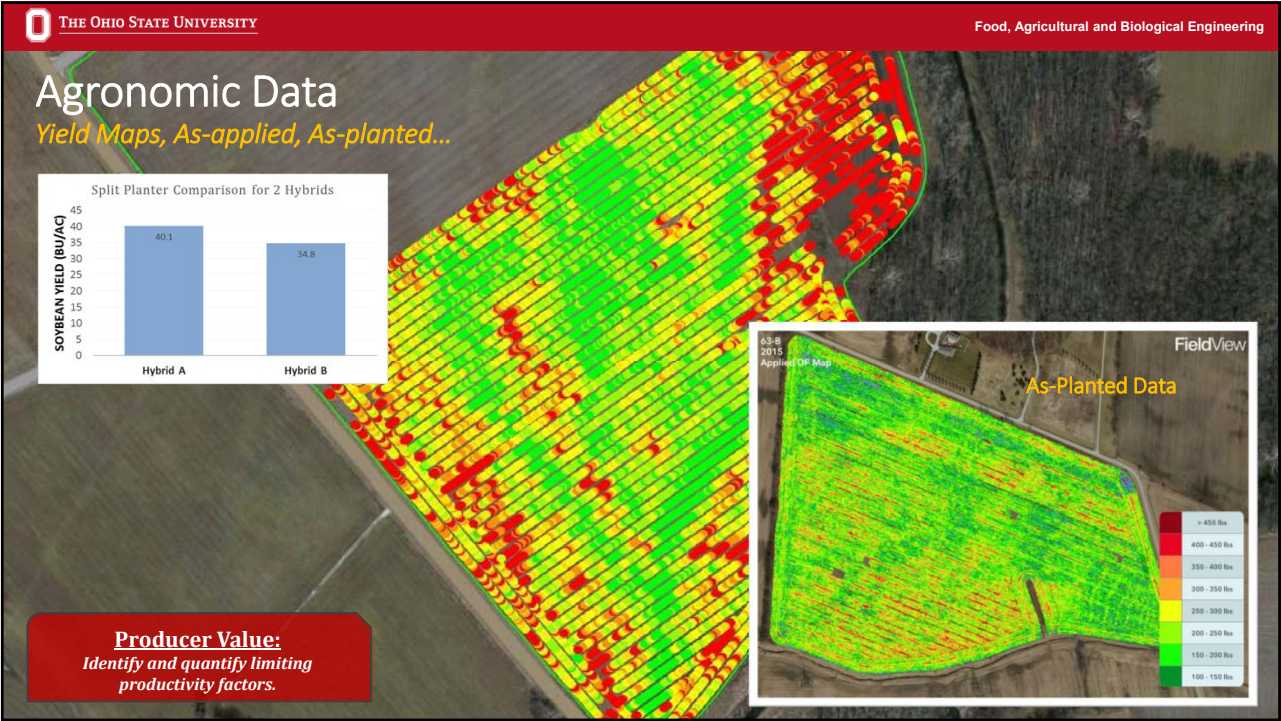 THE OHIO STATE UNIVERSITY
Food, Agricultural and Biological Engineering
Agronomic Data
Yield Maps, As-applied, As-planted...
Split Planter Comparison for 2 Hybrids
SOYBEAN YIELD (BU/AC)
45
40
35
30
25
20
15
10
5
0
40.1
34.8
Hybrid A
Hybrid B
63-B
2015
Applied DF Map
FieldView
As-Planted Data
> 450 lbs
400 - 450 lbs
350 - 400 lbs
300 - 350 lbs
250 - 300 lbs
200 - 250 lbs
150 - 200 lbs
100 - 150 lbs
Producer Value:
Identify and quantify limiting
productivity factors.